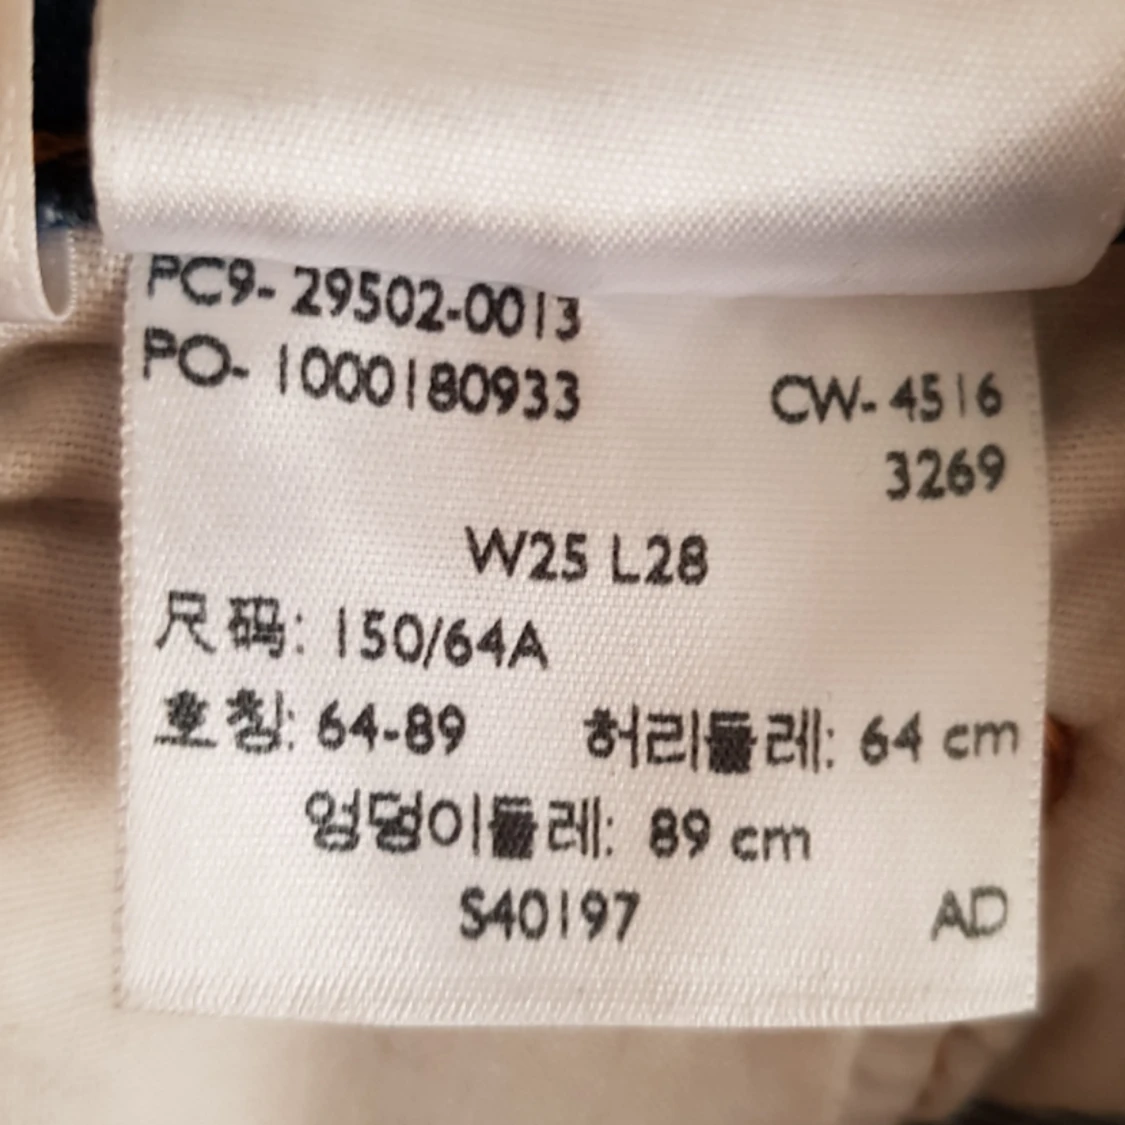 PC9- 29502-0013
PO- 1000180933 CW- 4516
3269
W25 L28
尺码: 150/64A
호칭: 64-89 허리둘레: 64 cm
엉덩이둘레: 89 cm
S40197 AD